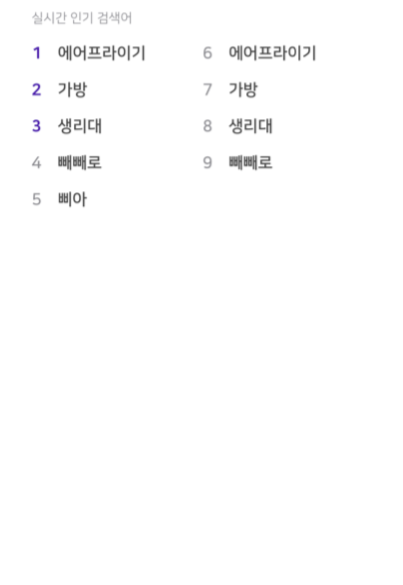 실시간 인기 검색어
1 에어프라이기
2 가방
3 생리대
4 빼빼로
5 삐아
6 에어프라이기
7 가방
8 생리대
9 빼빼로